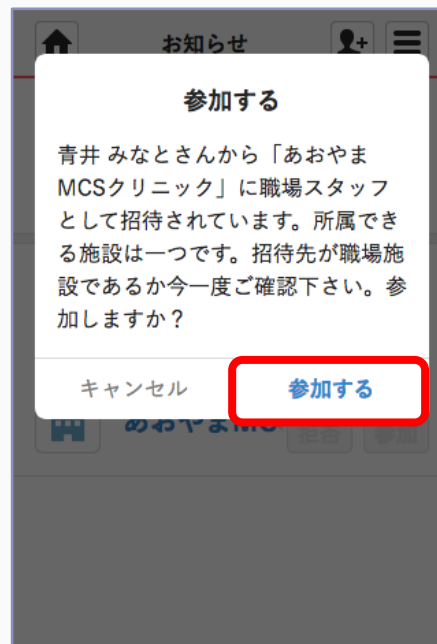 お知らせ
参加する
青井 みなとさんから「あおやま
MCSクリニック」に職場スタッフ
として招待されています。所属でき
る施設は一つです。招待先が職場施
設であるか今一度ご確認下さい。参
加しますか？
キャンセル
参加する
あおやまMC
拒否
参加